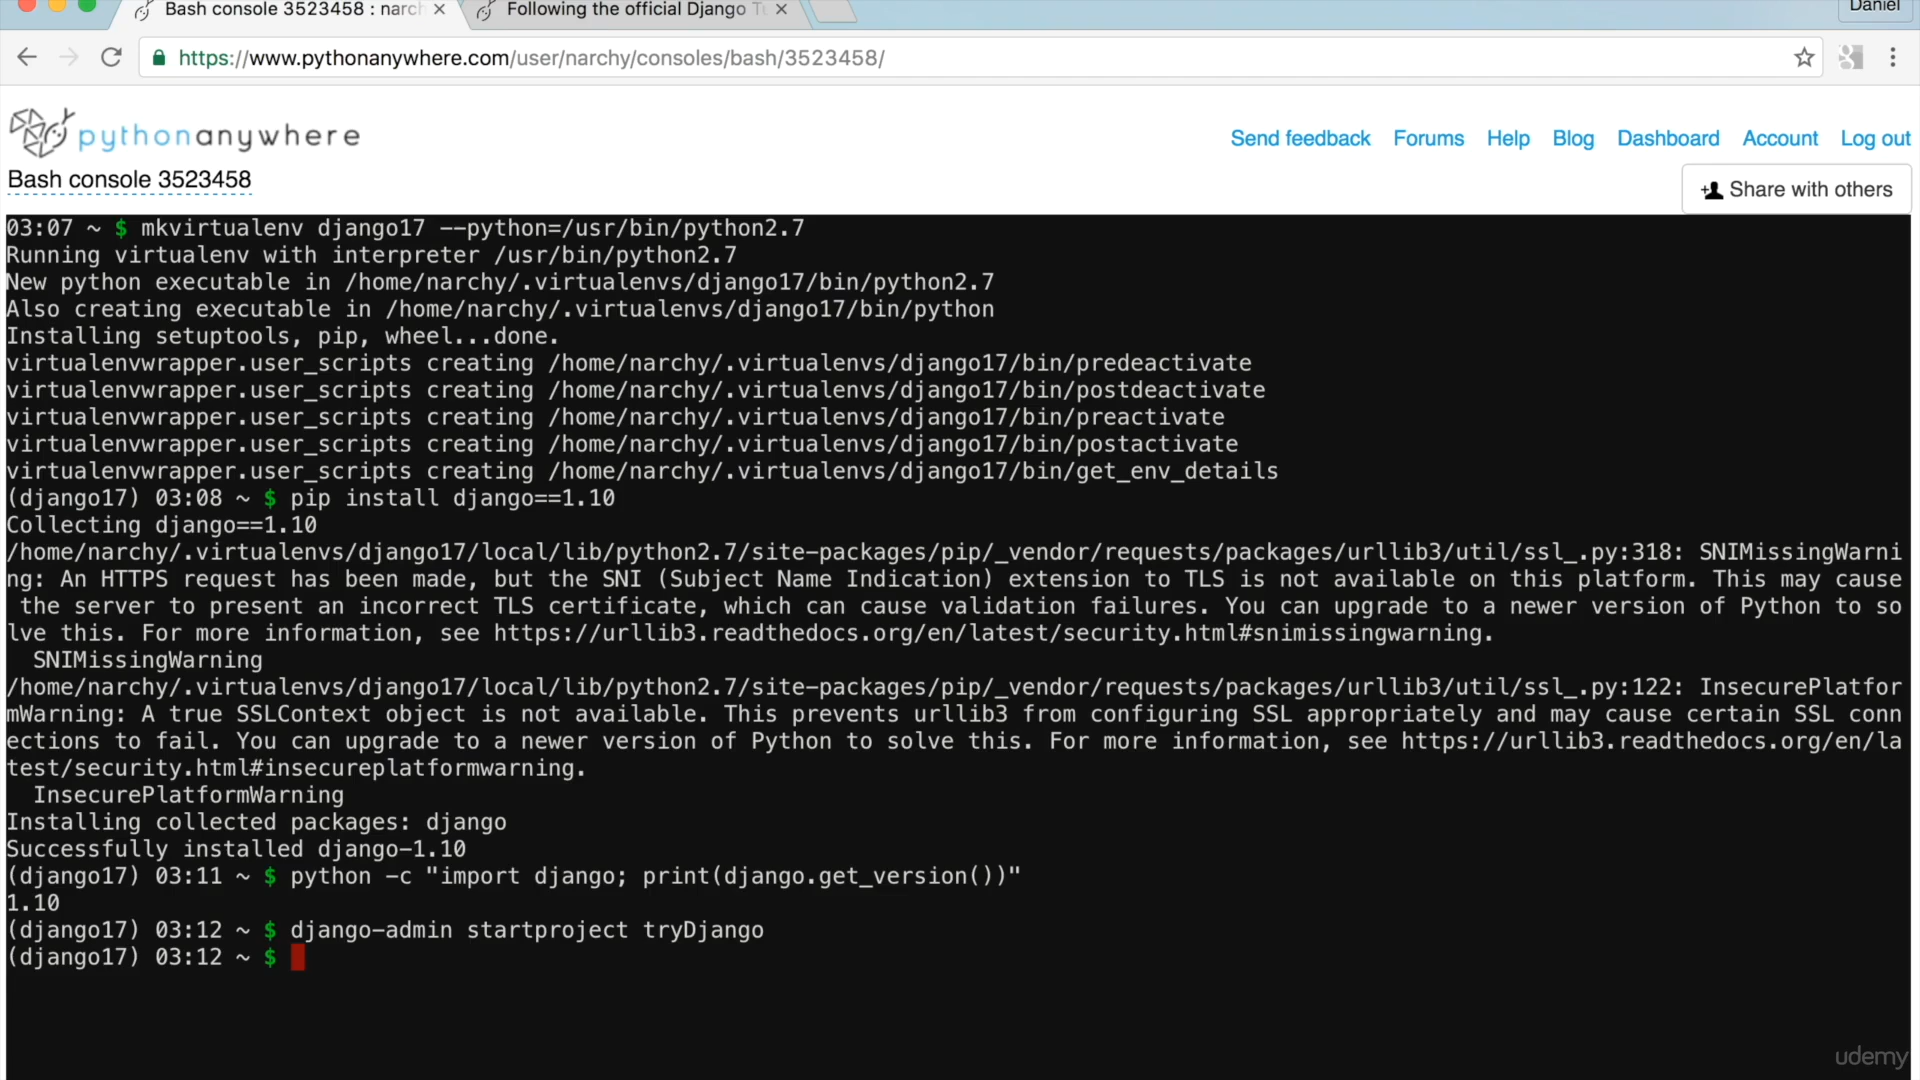 Bash console 3523458 : narch
Following the official Django Tu
Daniel
https://www.pythonanywhere.com/user/narchy/consoles/bash/3523458/
pythonanywhere
Send feedback Forums Help Blog Dashboard Account Log out
Bash console 3523458
Share with others
03:07 ~ $ mkvirtualenv django17 --python=/usr/bin/python2.7
Running virtualenv with interpreter /usr/bin/python2.7
New python executable in /home/narchy/.virtualenvs/django17/bin/python2.7
Also creating executable in /home/narchy/.virtualenvs/django17/bin/python
Installing setuptools, pip, wheel...done.
virtualenvwrapper.user_scripts creating /home/narchy/.virtualenvs/django17/bin/predeactivate
virtualenvwrapper.user_scripts creating /home/narchy/.virtualenvs/django17/bin/postdeactivate
virtualenvwrapper.user_scripts creating /home/narchy/.virtualenvs/django17/bin/preactivate
virtualenvwrapper.user_scripts creating /home/narchy/.virtualenvs/django17/bin/postactivate
virtualenvwrapper.user_scripts creating /home/narchy/.virtualenvs/django17/bin/get_env_details
(django17) 03:08 ~ $ pip install django==1.10
Collecting django==1.10
/home/narchy/.virtualenvs/django17/local/lib/python2.7/site-packages/pip/_vendor/requests/packages/urllib3/util/ssl_.py:318: SNIMissingWarni
ng: An HTTPS request has been made, but the SNI (Subject Name Indication) extension to TLS is not available on this platform. This may cause
 the server to present an incorrect TLS certificate, which can cause validation failures. You can upgrade to a newer version of Python to so
lve this. For more information, see https://urllib3.readthedocs.org/en/latest/security.html#snimissingwarning.
  SNIMissingWarning
/home/narchy/.virtualenvs/django17/local/lib/python2.7/site-packages/pip/_vendor/requests/packages/urllib3/util/ssl_.py:122: InsecurePlatfor
mWarning: A true SSLContext object is not available. This prevents urllib3 from configuring SSL appropriately and may cause certain SSL conn
ections to fail. You can upgrade to a newer version of Python to solve this. For more information, see https://urllib3.readthedocs.org/en/la
test/security.html#insecureplatformwarning.
  InsecurePlatformWarning
Installing collected packages: django
Successfully installed django-1.10
(django17) 03:11 ~ $ python -c "import django; print(django.get_version())"
1.10
(django17) 03:12 ~ $ django-admin startproject tryDjango
(django17) 03:12 ~ $
udemy